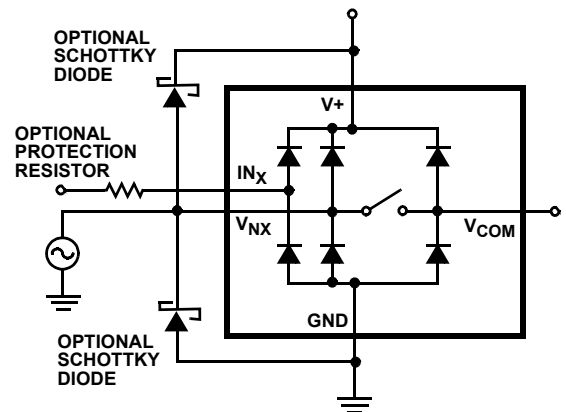 OPTIONAL
SCHOTTKY
DIODE
V+
OPTIONAL
PROTECTION
RESISTOR
INX
VNX
VCOM
GND
OPTIONAL
SCHOTTKY
DIODE